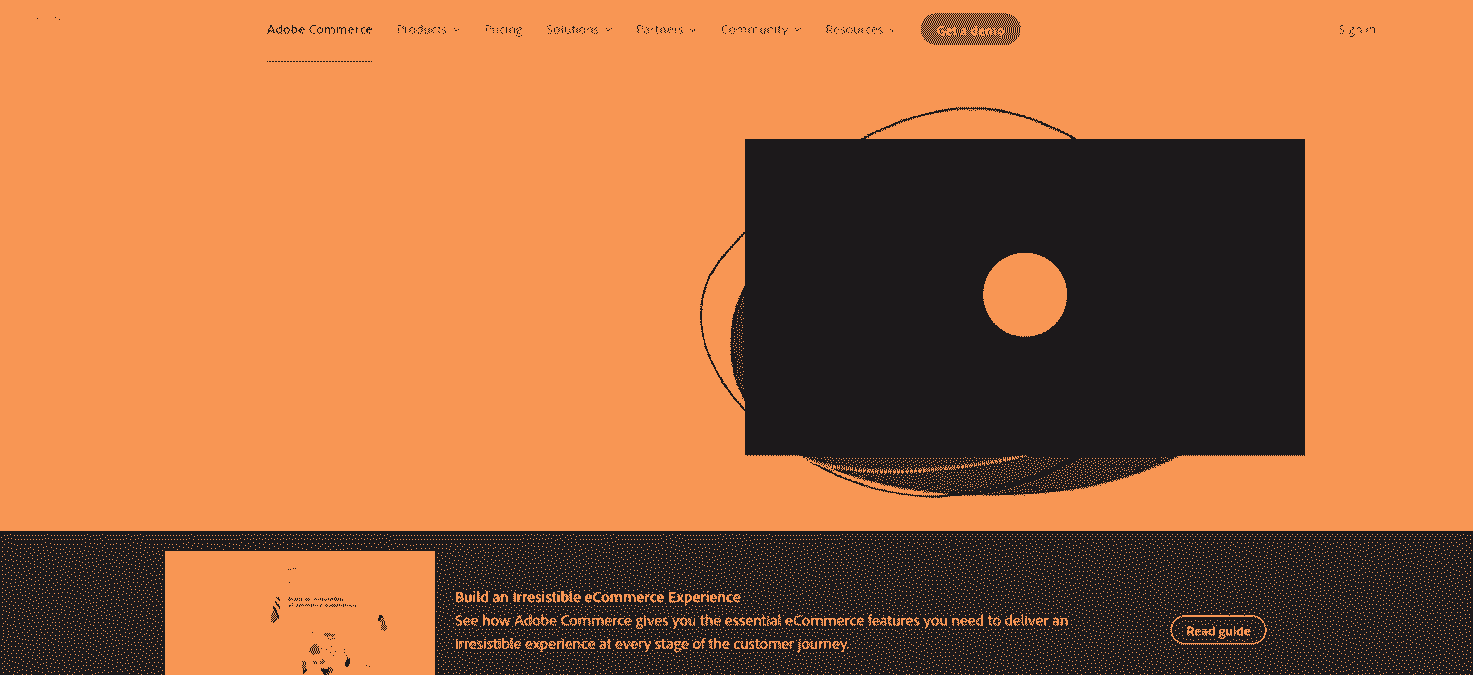 Adobe Commerce
Products
Pricing
Solutions
Partners
Community
Resources
Get a demo
Sign in
Build an Irresistible eCommerce Experience
See how Adobe Commerce gives you the essential eCommerce features you need to deliver an
irresistible experience at every stage of the customer journey.
Read guide